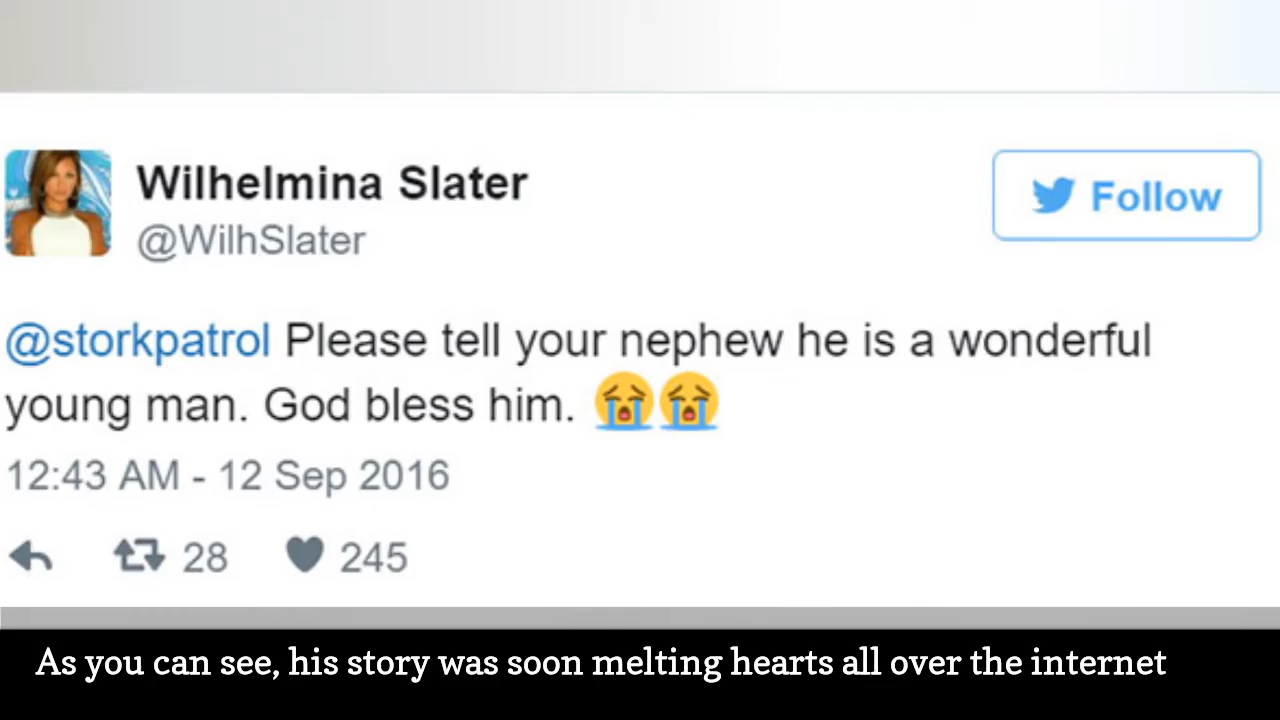 Wilhelmina Slater
@WilhSlater
Follow
@storkpatrol Please tell your nephew he is a wonderful
young man. God bless him. 😭😭
12:43 AM - 12 Sep 2016
28 245
As you can see, his story was soon melting hearts all over the internet